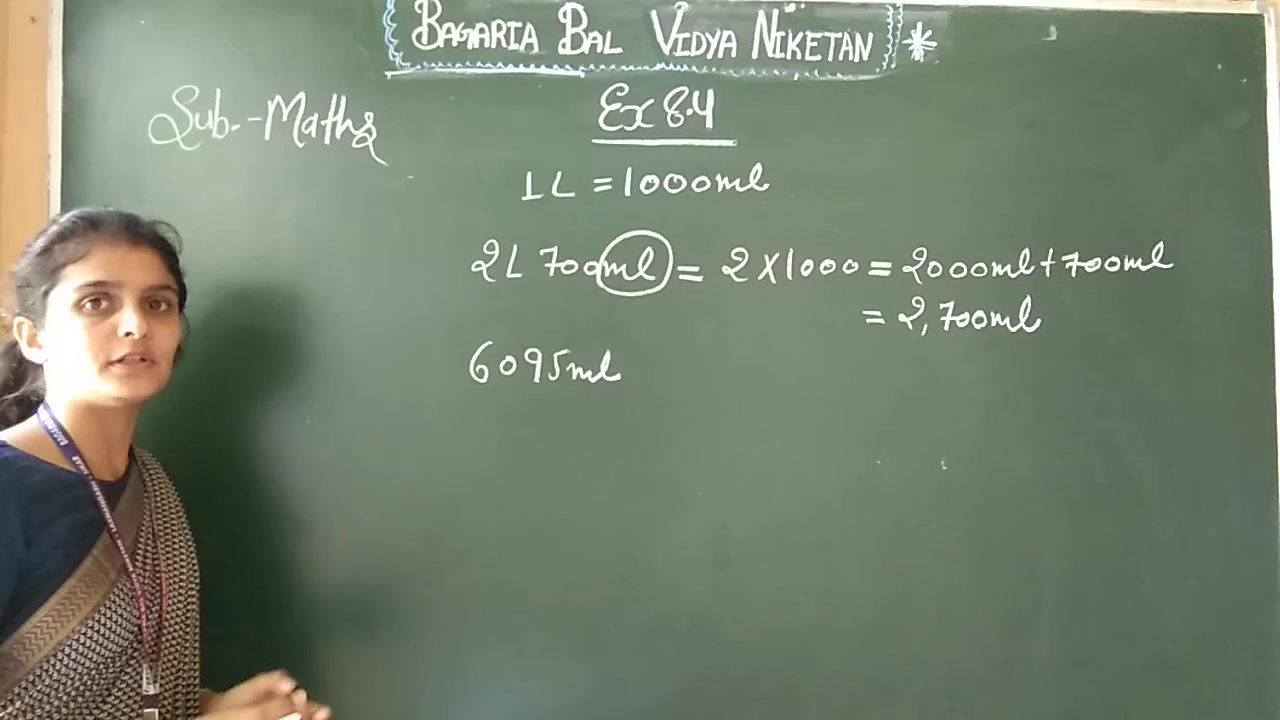 BAGARIA BAL VIDYA NIKETAN *
Sub.-Maths
Ex 8.4
1L = 1000ml
2L 700ml = 2 X 1000 = 2000ml + 700ml
= 2,700ml
6095ml